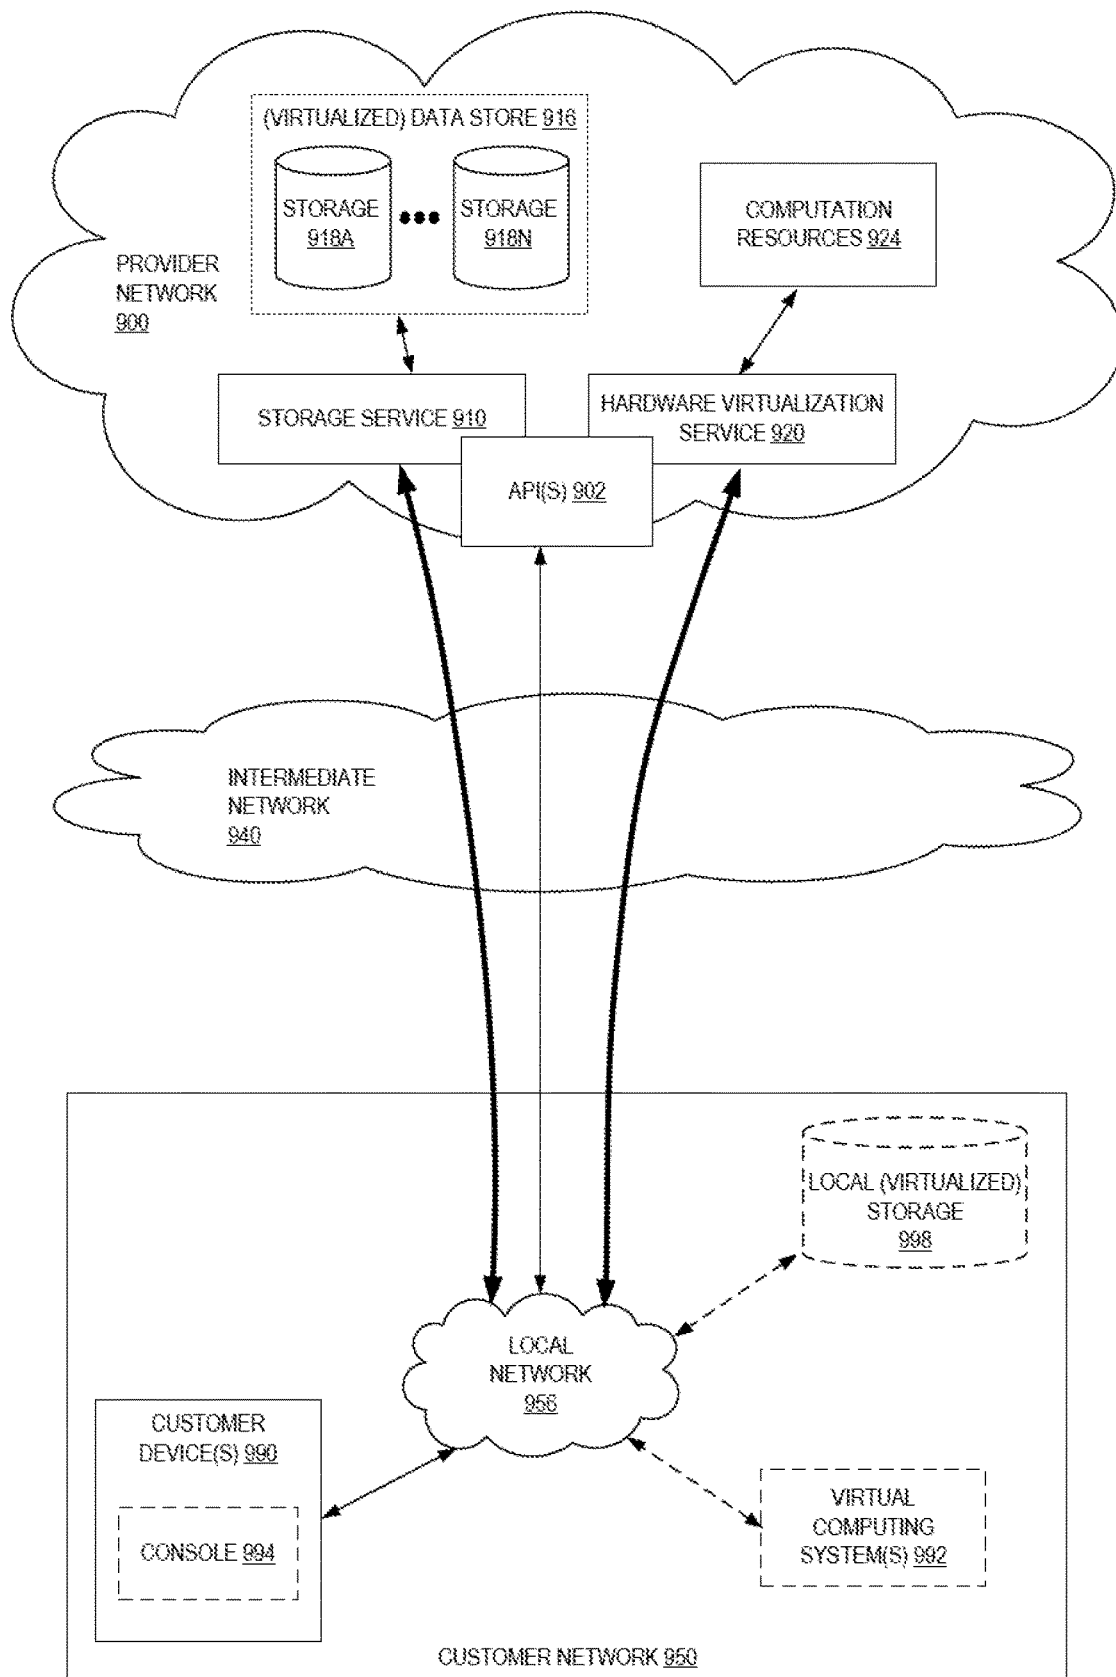 (VIRTUALIZED) DATA STORE 916
STORAGE
918A
STORAGE
918N
COMPUTATION
RESOURCES 924
PROVIDER
NETWORK
900
STORAGE SERVICE 910
HARDWARE VIRTUALIZATION
SERVICE 920
API(S) 902
INTERMEDIATE
NETWORK
940
LOCAL (VIRTUALIZED)
STORAGE
998
LOCAL
NETWORK
956
CUSTOMER
DEVICE(S) 990
CONSOLE 994
VIRTUAL
COMPUTING
SYSTEM(S) 992
CUSTOMER NETWORK 950